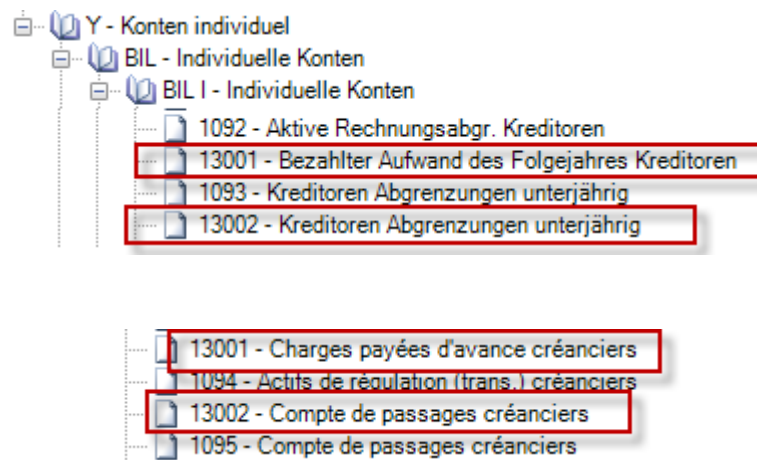 Y - Konten individuel
BIL - Individuelle Konten
BIL I - Individuelle Konten
1092 - Aktive Rechnungsabgr. Kreditoren
13001 - Bezahlter Aufwand des Folgejahres Kreditoren
1093 - Kreditoren Abgrenzungen unterjährig
13002 - Kreditoren Abgrenzungen unterjährig
13001 - Charges payées d'avance créanciers
1094 - Actifs de régulation (trans.) créanciers
13002 - Compte de passages créanciers
1095 - Compte de passages créanciers